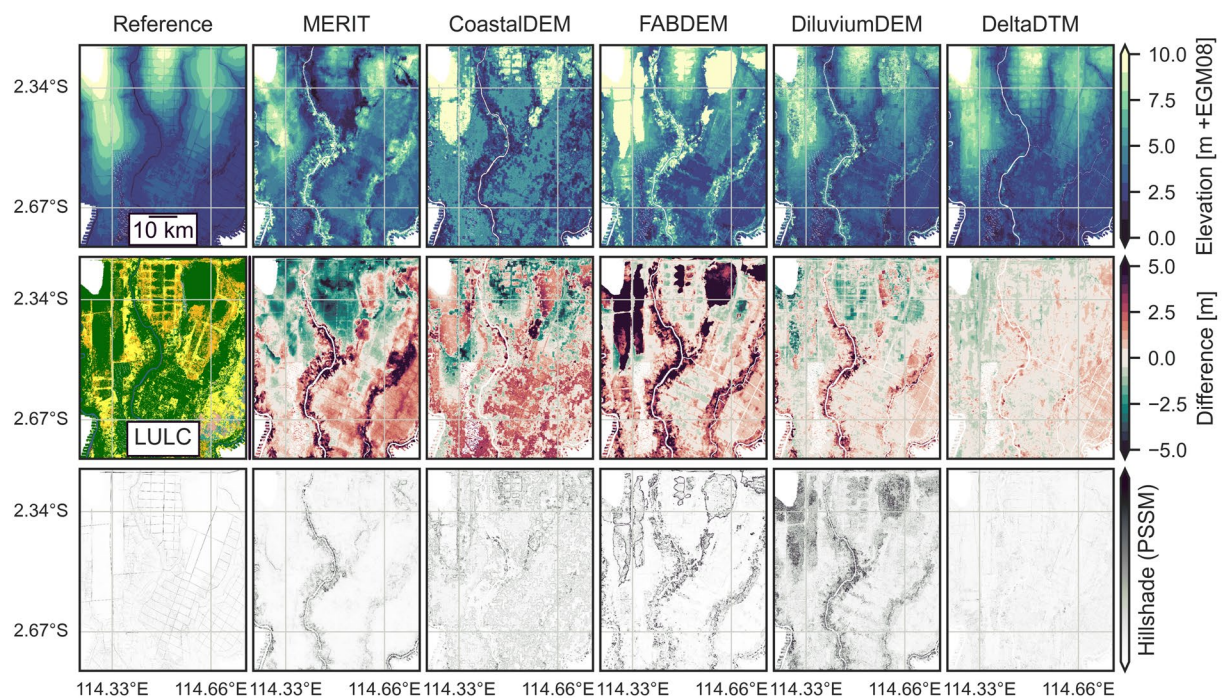 Reference MERIT CoastalDEM FABDEM DiluviumDEM DeltaDTM
2.34°S
2.67°S
10 km
10.0
7.5
5.0
2.5
0.0
Elevation [m +EGM08]
2.34°S
2.67°S
LULC
5.0
2.5
0.0
−2.5
−5.0
Difference [m]
2.34°S
2.67°S
Hillshade (PSSM)
114.33°E 114.66°E 114.33°E 114.66°E 114.33°E 114.66°E 114.33°E 114.66°E 114.33°E 114.66°E 114.33°E 114.66°E